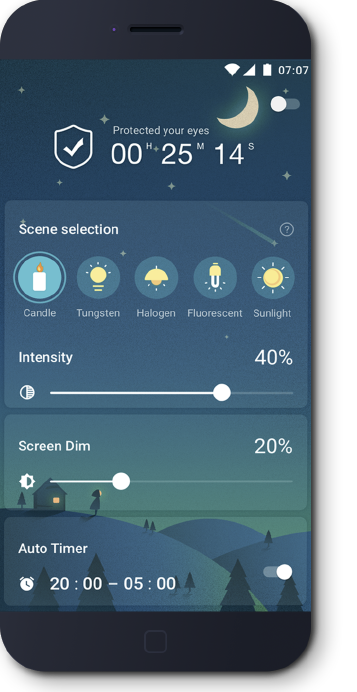 07:07
Protected your eyes
00 H 25 M 14 S
Scene selection
?
Candle Tungsten Halogen Fluorescent Sunlight
Intensity 40%
Screen Dim 20%
Auto Timer
20 : 00 – 05 : 00